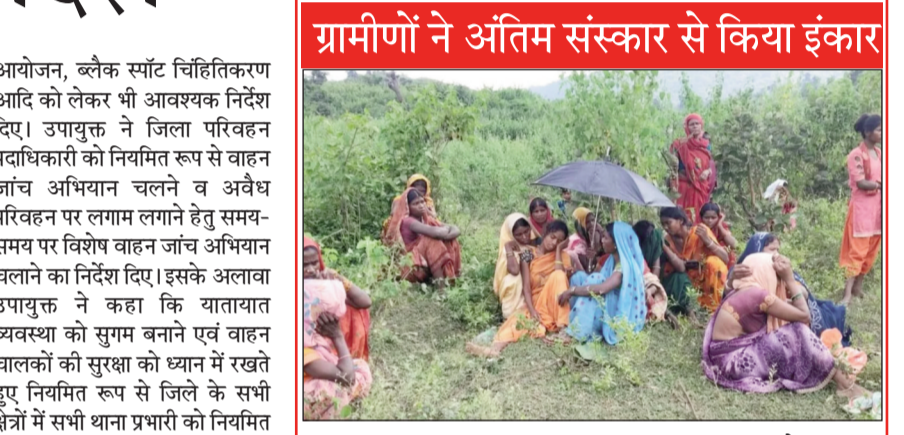 आयोजन, ब्लैक स्पॉट चिंहितिकरण
आदि को लेकर भी आवश्यक निर्देश
दिए। उपायुक्त ने जिला परिवहन
पदाधिकारी को नियमित रूप से वाहन
जांच अभियान चलने व अवैध
परिवहन पर लगाम लगाने हेतु समय-
समय पर विशेष वाहन जांच अभियान
चलाने का निर्देश दिए। इसके अलावा
उपायुक्त ने कहा कि यातायात
व्यवस्था को सुगम बनाने एवं वाहन
चालकों की सुरक्षा को ध्यान में रखते
हुए नियमित रूप से जिले के सभी
क्षेत्रों में सभी थाना प्रभारी को नियमित
ग्रामीणों ने अंतिम संस्कार से किया इंकार